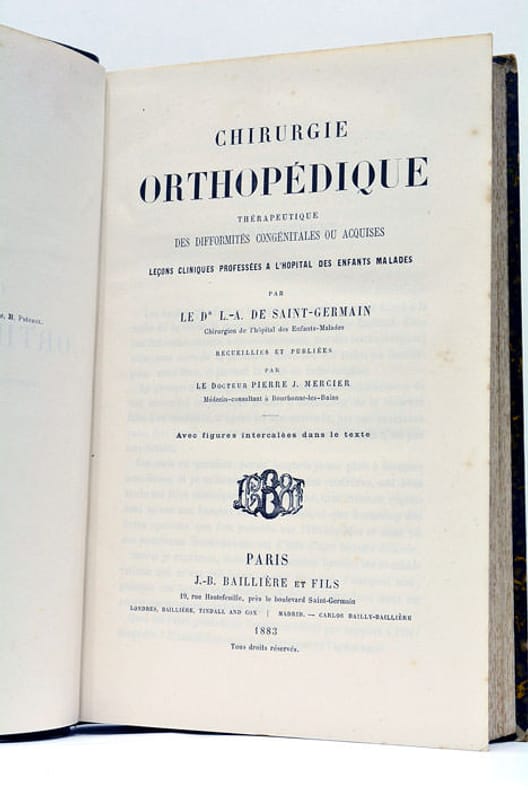 CHIRURGIE
ORTHOPÉDIQUE
THÉRAPEUTIQUE
DES DIFFORMITÉS CONGÉNITALES OU ACQUISES
LEÇONS CLINIQUES PROFESSÉES A L'HOPITAL DES ENFANTS MALADES
PAR
LE Dʳ L.-A. DE SAINT-GERMAIN
Chirurgien de l'hôpital des Enfants-Malades
RECUEILLIES ET PUBLIÉES
PAR
LE DOCTEUR PIERRE J. MERCIER
Médecin-consultant à Bourbonne-les-Bains
Avec figures intercalées dans le texte
PARIS
J.-B. BAILLIÈRE ET FILS
19, rue Hautefeuille, près le boulevard Saint-Germain
LONDRES, BAILLIÈRE, TINDALL AND COX | MADRID. — CARLOS BAILLY-BAILLIÈRE
1883
Tous droits réservés.